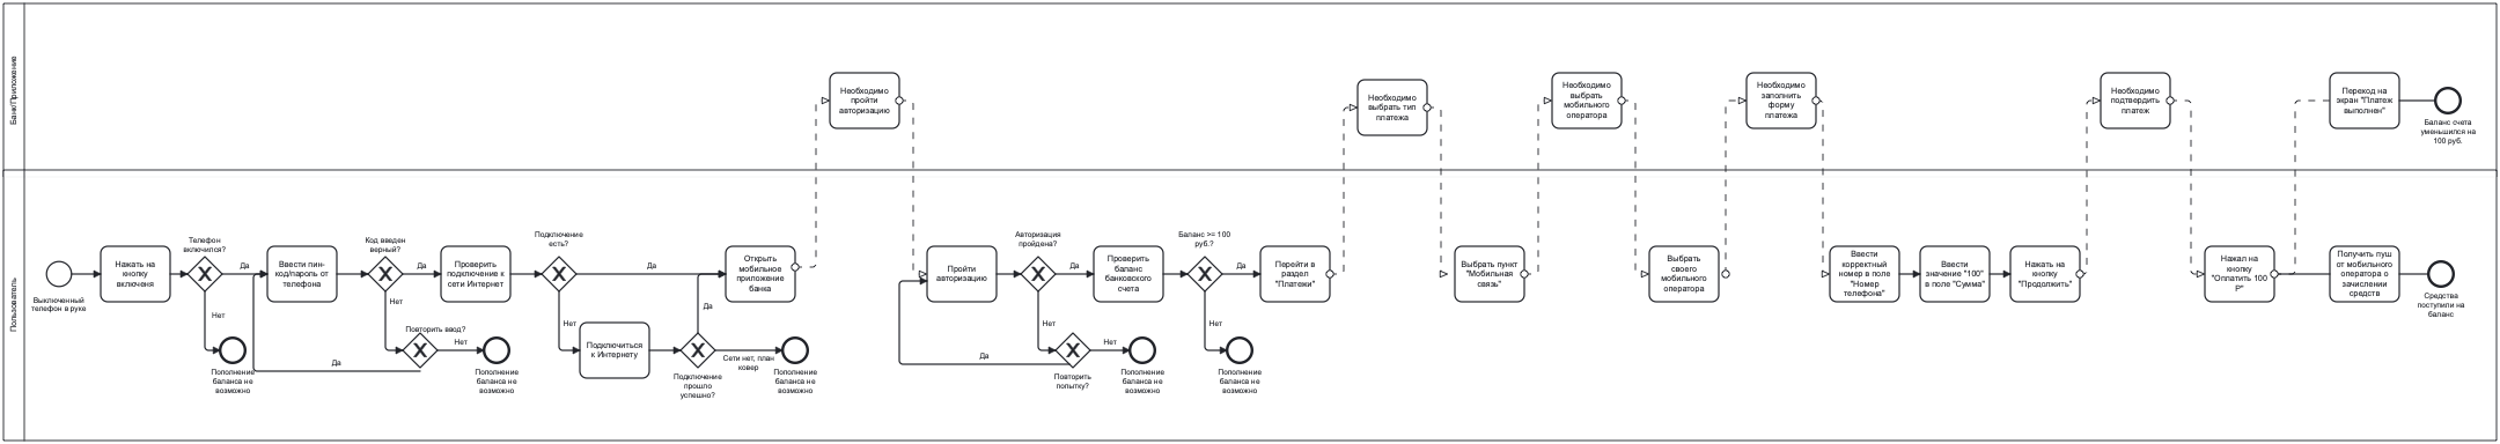 Банк/Приложение
Необходимо
пройти
авторизацию
Необходимо
выбрать тип
платежа
Необходимо
выбрать
мобильного
оператора
Необходимо
заполнить
форму
платежа
Необходимо
подтвердить
платеж
Переход на
экран "Платеж
выполнен"
Баланс счета
уменьшился на
100 руб.
Пользователь
Выключенный
телефон в руке
Нажать на
кнопку
включеня
Телефон
включился?
Да
Нет
Пополнение
баланса не
возможно
Ввести пин-
код/пароль от
телефона
Код введен
верный?
Да
Нет
Повторить ввод?
Да
Нет
Пополнение
баланса не
возможно
Проверить
подключение к
сети Интернет
Подключение
есть?
Да
Нет
Подключиться
к Интернету
Подключение
прошло
успешно?
Да
Сети нет, план
ковер
Пополнение
баланса не
возможно
Открыть
мобильное
приложение
банка
Пройти
авторизацию
Авторизация
пройдена?
Да
Нет
Повторить
попытку?
Да
Нет
Пополнение
баланса не
возможно
Проверить
баланс
банковского
счета
Баланс >= 100
руб.?
Да
Нет
Пополнение
баланса не
возможно
Перейти в
раздел
"Платежи"
Выбрать пункт
"Мобильная
связь"
Выбрать
своего
мобильного
оператора
Ввести
корректный
номер в поле
"Номер
телефона"
Ввести
значение "100"
в поле "Сумма"
Нажать на
кнопку
"Продолжить"
Нажал на
кнопку
"Оплатить 100
Р"
Получить пуш
от мобильного
оператора о
зачислении
средств
Средства
поступили на
баланс